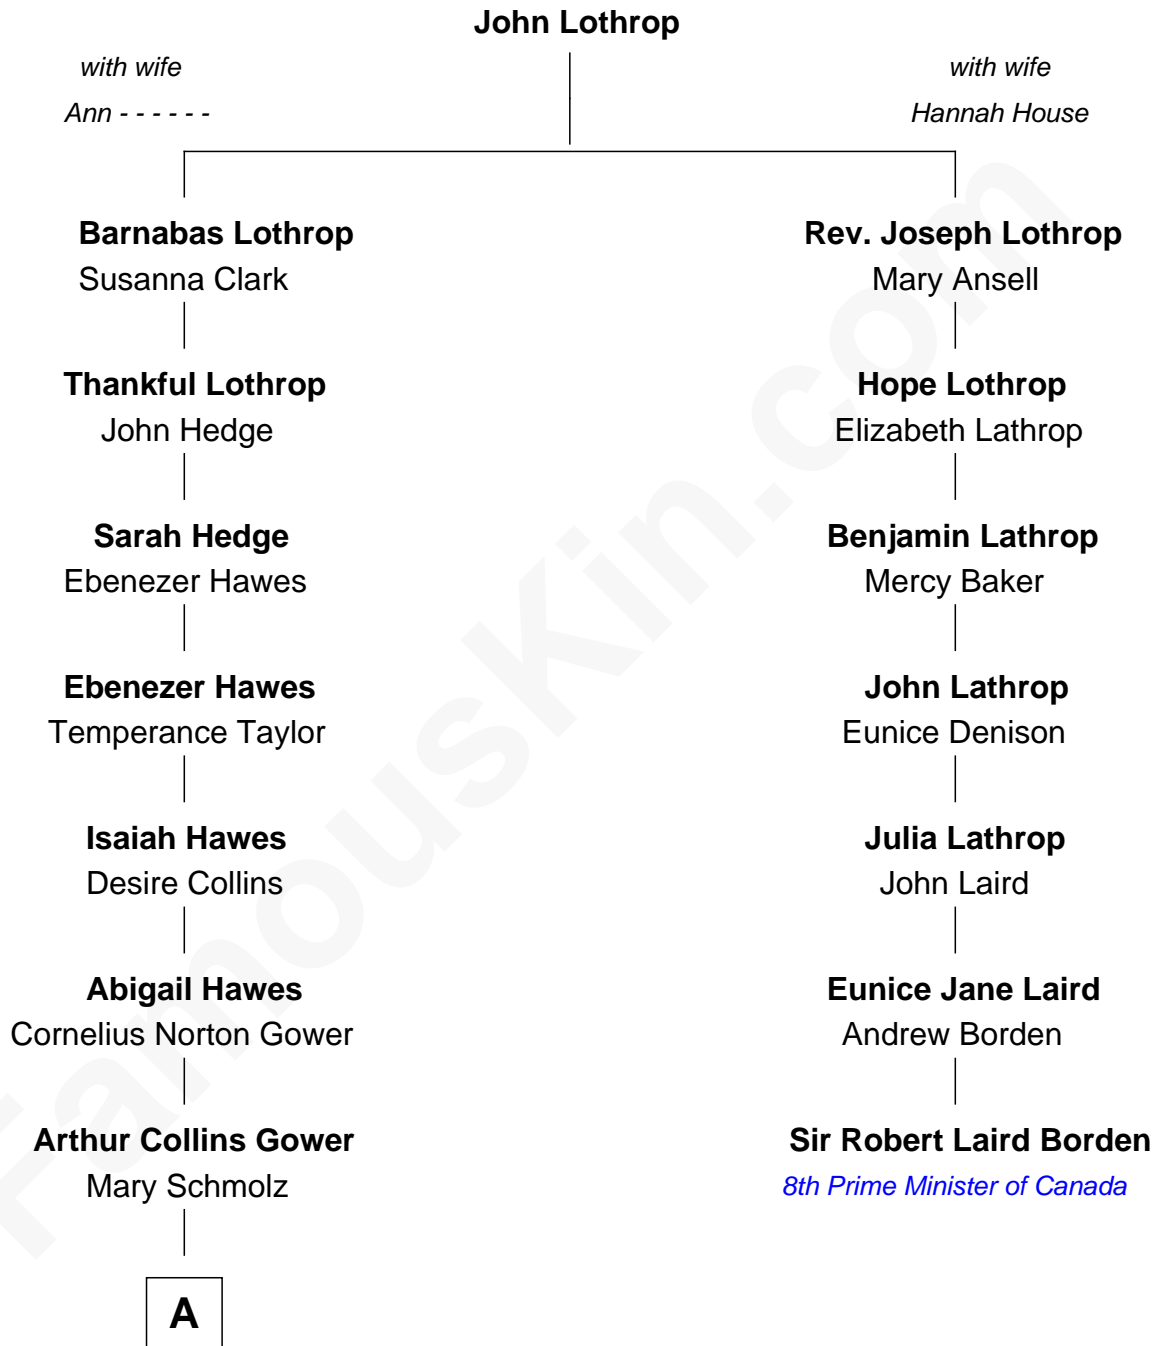 John Lothrop
with wife
Ann - - - - - -
with wife
Hannah House
Barnabas Lothrop
Susanna Clark
Rev. Joseph Lothrop
Mary Ansell
Thankful Lothrop
John Hedge
Hope Lothrop
Elizabeth Lathrop
Sarah Hedge
Ebenezer Hawes
Benjamin Lathrop
Mercy Baker
Ebenezer Hawes
Temperance Taylor
John Lathrop
Eunice Denison
Isaiah Hawes
Desire Collins
Julia Lathrop
John Laird
Abigail Hawes
Cornelius Norton Gower
Eunice Jane Laird
Andrew Borden
Arthur Collins Gower
Mary Schmolz
Sir Robert Laird Borden
8th Prime Minister of Canada
A
FamousKin.com